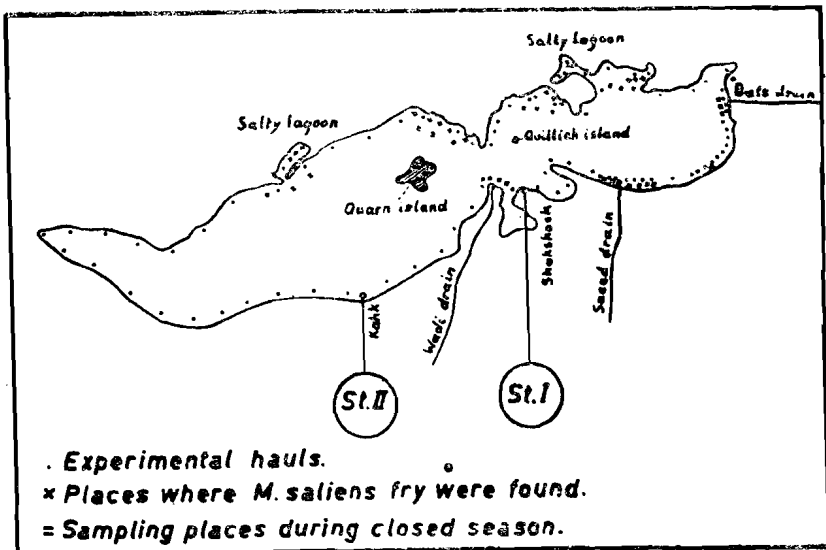 Salty lagoon
Salty lagoon
Bats drain
Quillich island
Quarn island
Shakshock
Saeed drain
Wadi drain
Kahk
St. II
St. I
. Experimental hauls.
× Places where M. saliens fry were found.
= Sampling places during closed season.